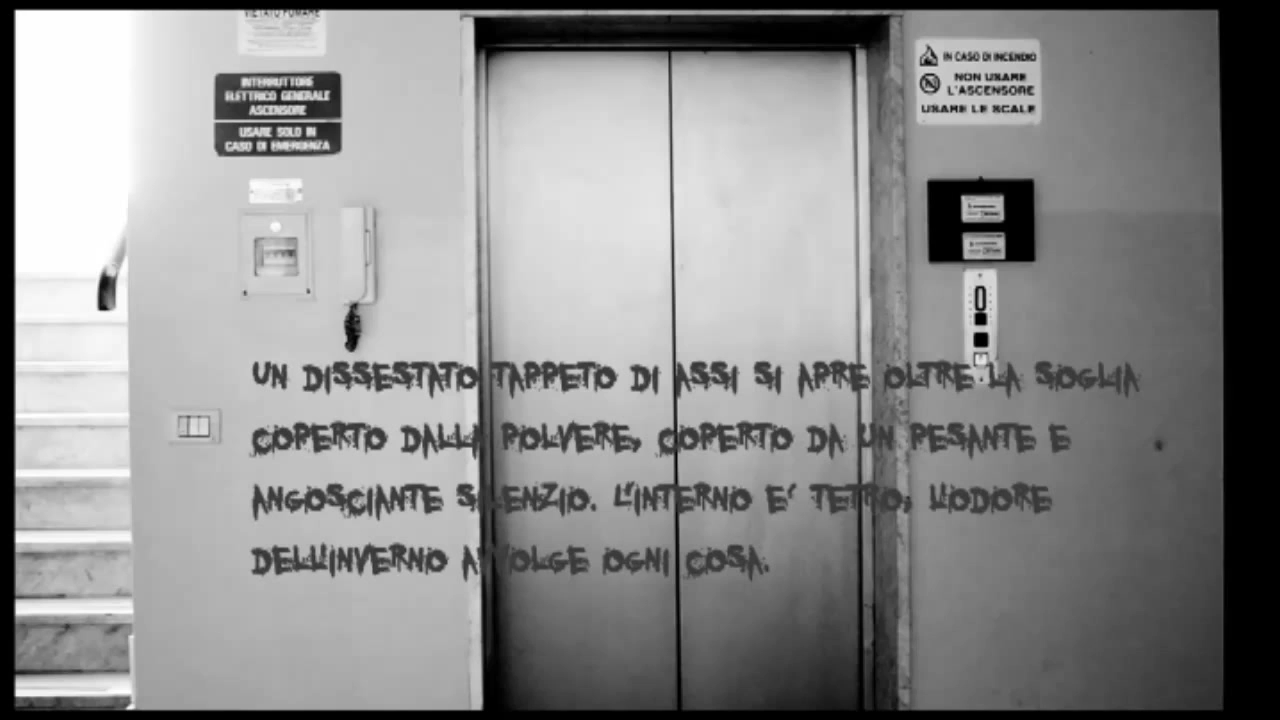 VIETATO FUMARE
INTERRUTTORE
ELETTRICO GENERALE
ASCENSORE
USARE SOLO IN
CASO DI EMERGENZA
IN CASO DI INCENDIO
NON USARE
L'ASCENSORE
USARE LE SCALE
UN DISSESTATO TAPPETO DI ASSI SI APRE OLTRE LA SOGLIA
COPERTO DALLA POLVERE, COPERTO DA UN PESANTE E
ANGOSCIANTE SILENZIO. L'INTERNO E' TETRO, L'ODORE
DELL'INVERNO AVVOLGE OGNI COSA.